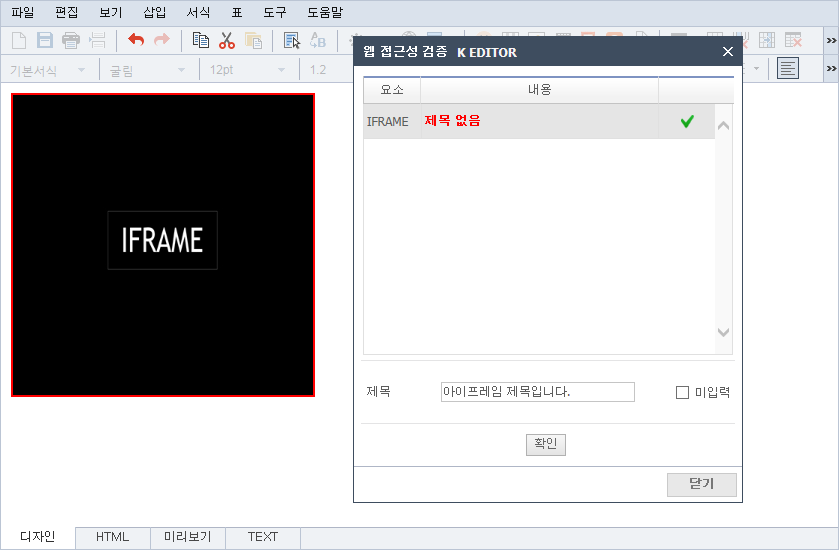 파일 편집 보기 삽입 서식 표 도구 도움말
기본서식 굴림 12pt 1.2
IFRAME
웹 접근성 검증 K EDITOR
요소 내용
IFRAME 제목 없음
제목 아이프레임 제목입니다. 미입력
확인
닫기
디자인 HTML 미리보기 TEXT